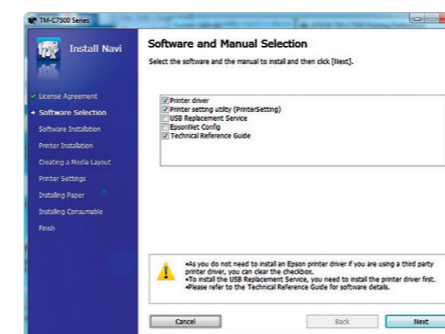 TM-C7500 Series
Install Navi
License Agreement
Software Selection
Software Installation
Printer Installation
Creating a Media Layout
Printer Settings
Installing Paper
Installing Consumable
Finish
Software and Manual Selection
Select the software and the manual to install and then click [Next].
Printer driver
Printer setting utility (PrinterSetting)
USB Replacement Service
EpsonNet Config
Technical Reference Guide
•As you do not need to install an Epson printer driver if you are using a third party
printer driver, you can clear the checkbox.
•To install the USB Replacement Service, you need to install the printer driver first.
•Please refer to the Technical Reference Guide for software details.
Cancel
Back
Next